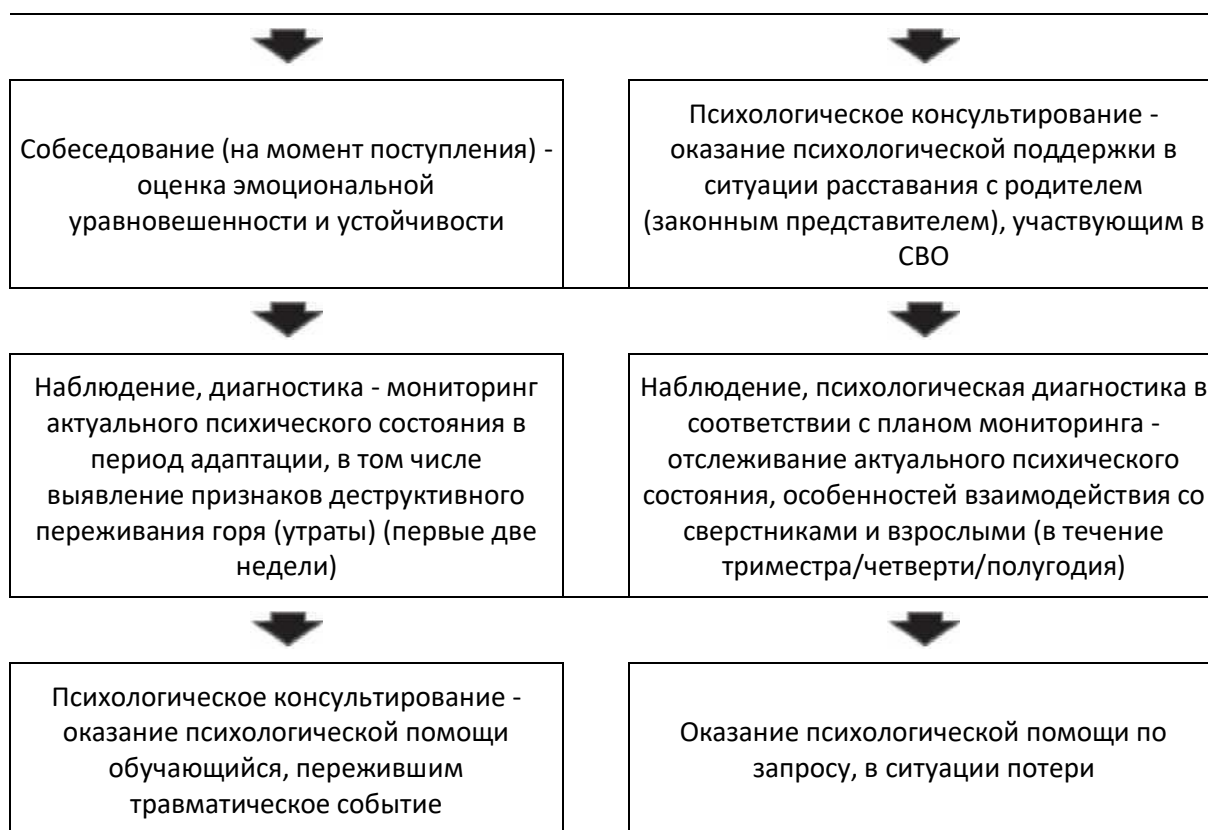 Собеседование (на момент поступления) -
оценка эмоциональной
уравновешенности и устойчивости
Психологическое консультирование -
оказание психологической поддержки в
ситуации расставания с родителем
(законным представителем), участвующим в
СВО
Наблюдение, диагностика - мониторинг
актуального психического состояния в
период адаптации, в том числе
выявление признаков деструктивного
переживания горя (утраты) (первые две
недели)
Наблюдение, психологическая диагностика в
соответствии с планом мониторинга -
отслеживание актуального психического
состояния, особенностей взаимодействия со
сверстниками и взрослыми (в течение
триместра/четверти/полугодия)
Психологическое консультирование -
оказание психологической помощи
обучающийся, пережившим
травматическое событие
Оказание психологической помощи по
запросу, в ситуации потери